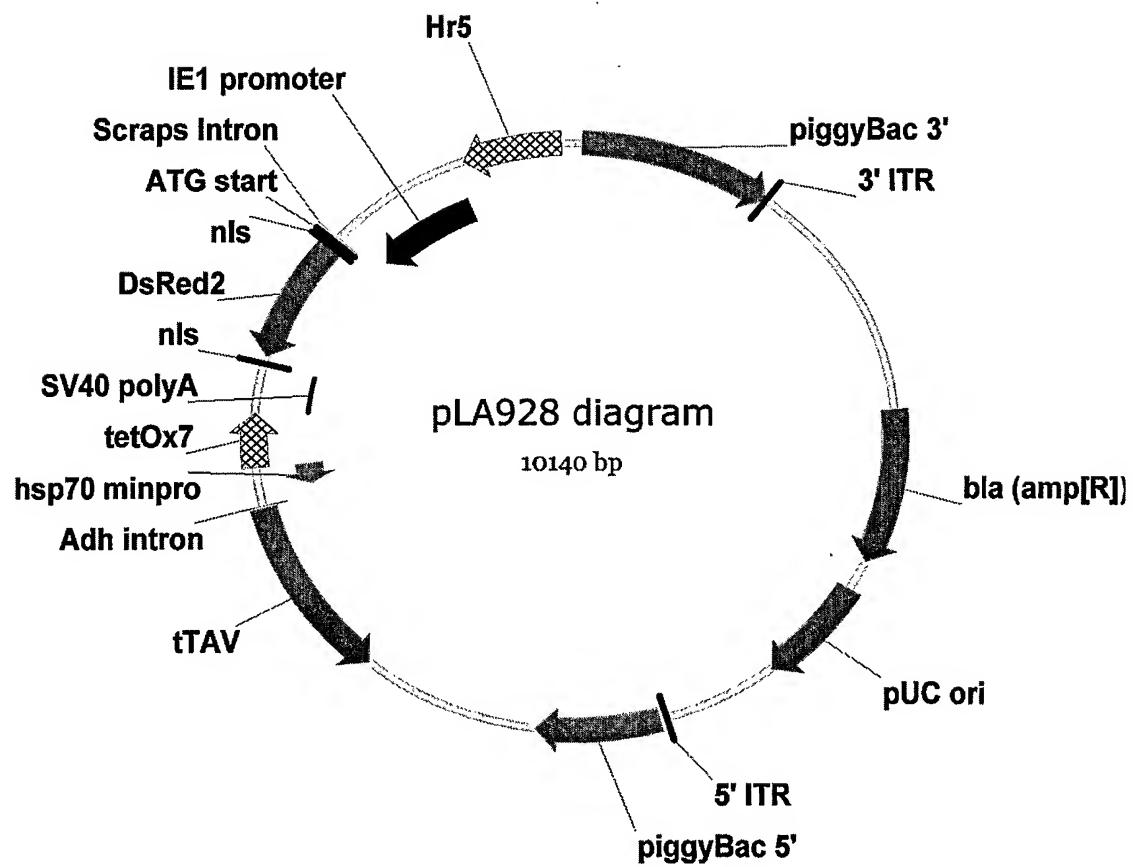 Hr5
IE1 promoter
Scraps Intron
ATG start
nls
DsRed2
nls
SV40 polyA
tetOx7
hsp70 minpro
Adh intron
tTAV
piggyBac 3'
3' ITR
pLA928 diagram
10140 bp
bla (amp[R])
pUC ori
5' ITR
piggyBac 5'